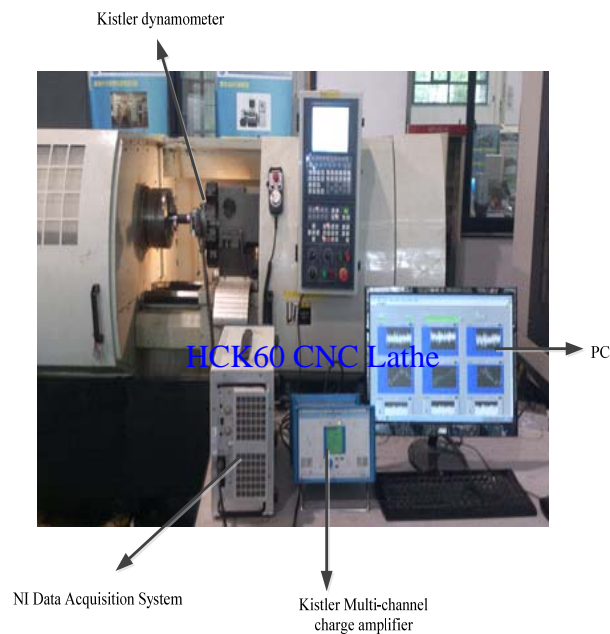 Kistler dynamometer
HCK60 CNC Lathe
PC
NI Data Acquisition System
Kistler Multi-channel
charge amplifier